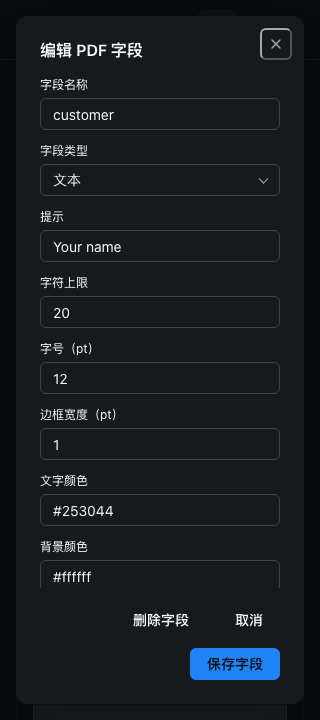 编辑 PDF 字段
字段名称
customer
字段类型
文本
提示
Your name
字符上限
20
字号（pt）
12
边框宽度（pt）
1
文字颜色
#253044
背景颜色
#ffffff
删除字段
取消
保存字段